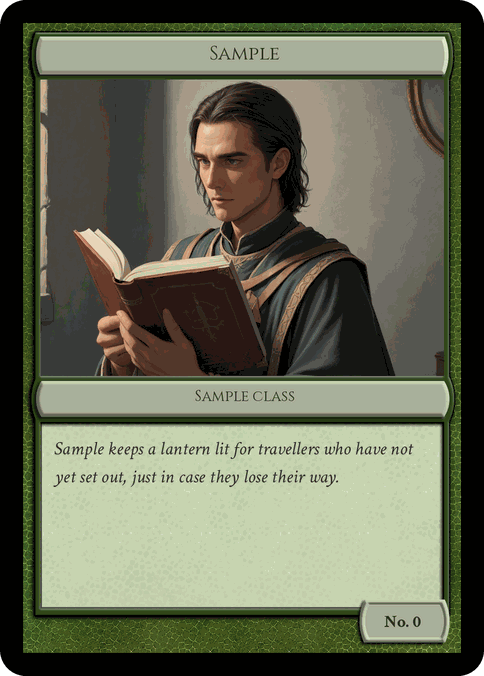 Sample
Sample Class
Sample keeps a lantern lit for travellers who have not
yet set out, just in case they lose their way.
No. 0